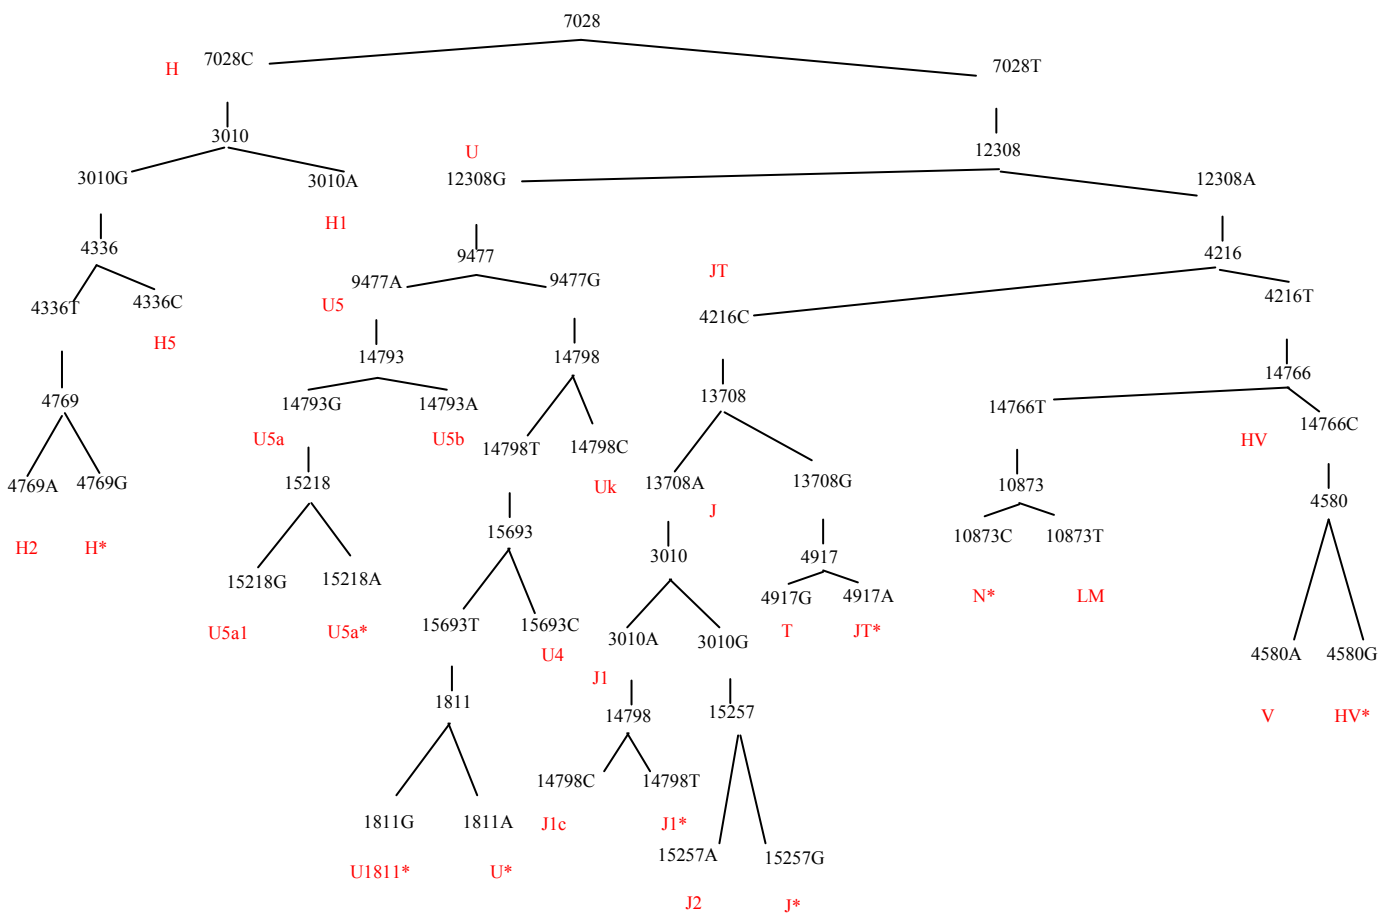 7028
H 7028C 7028T
3010 12308
U
3010G 3010A 12308G 12308A
H1
4336 9477 4216
JT
4336T 4336C 9477A 9477G 4216T
U5 4216C
H5 14793 14798 14766
4769 14793G 14793A 13708 14766T 14766C
U5a U5b 14798T 14798C HV
4769A 4769G 15218 Uk 13708A 13708G 10873 4580
J
H2 H* 15693 10873C 10873T
15218G 15218A 3010 4917
U5a1 U5a* 15693T 15693C 4917G 4917A N* LM
U4 3010A 3010G T JT* 4580A 4580G
J1
1811 14798 15257 V HV*
14798C 14798T
1811G 1811A J1c J1*
15257A 15257G
U1811* U* J2 J*